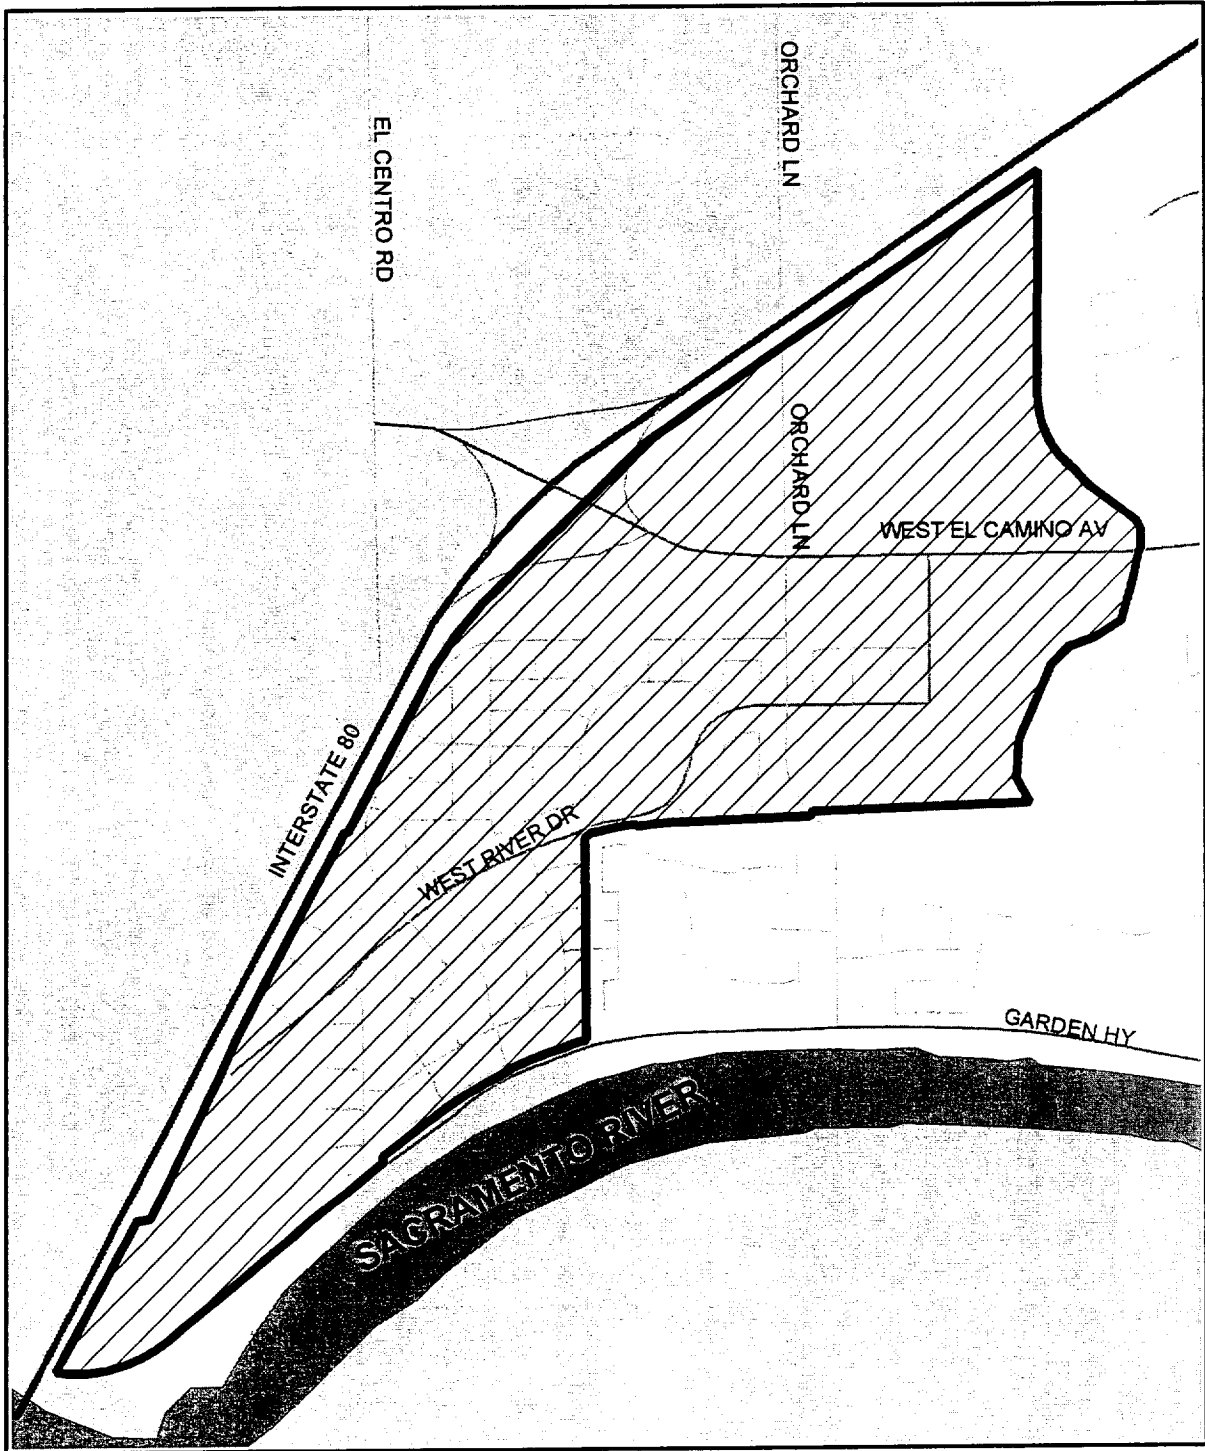 ORCHARD LN
EL CENTRO RD
ORCHARD LN
WEST EL CAMINO AV
INTERSTATE 80
WEST RIVER DR
GARDEN HY
SACRAMENTO RIVER